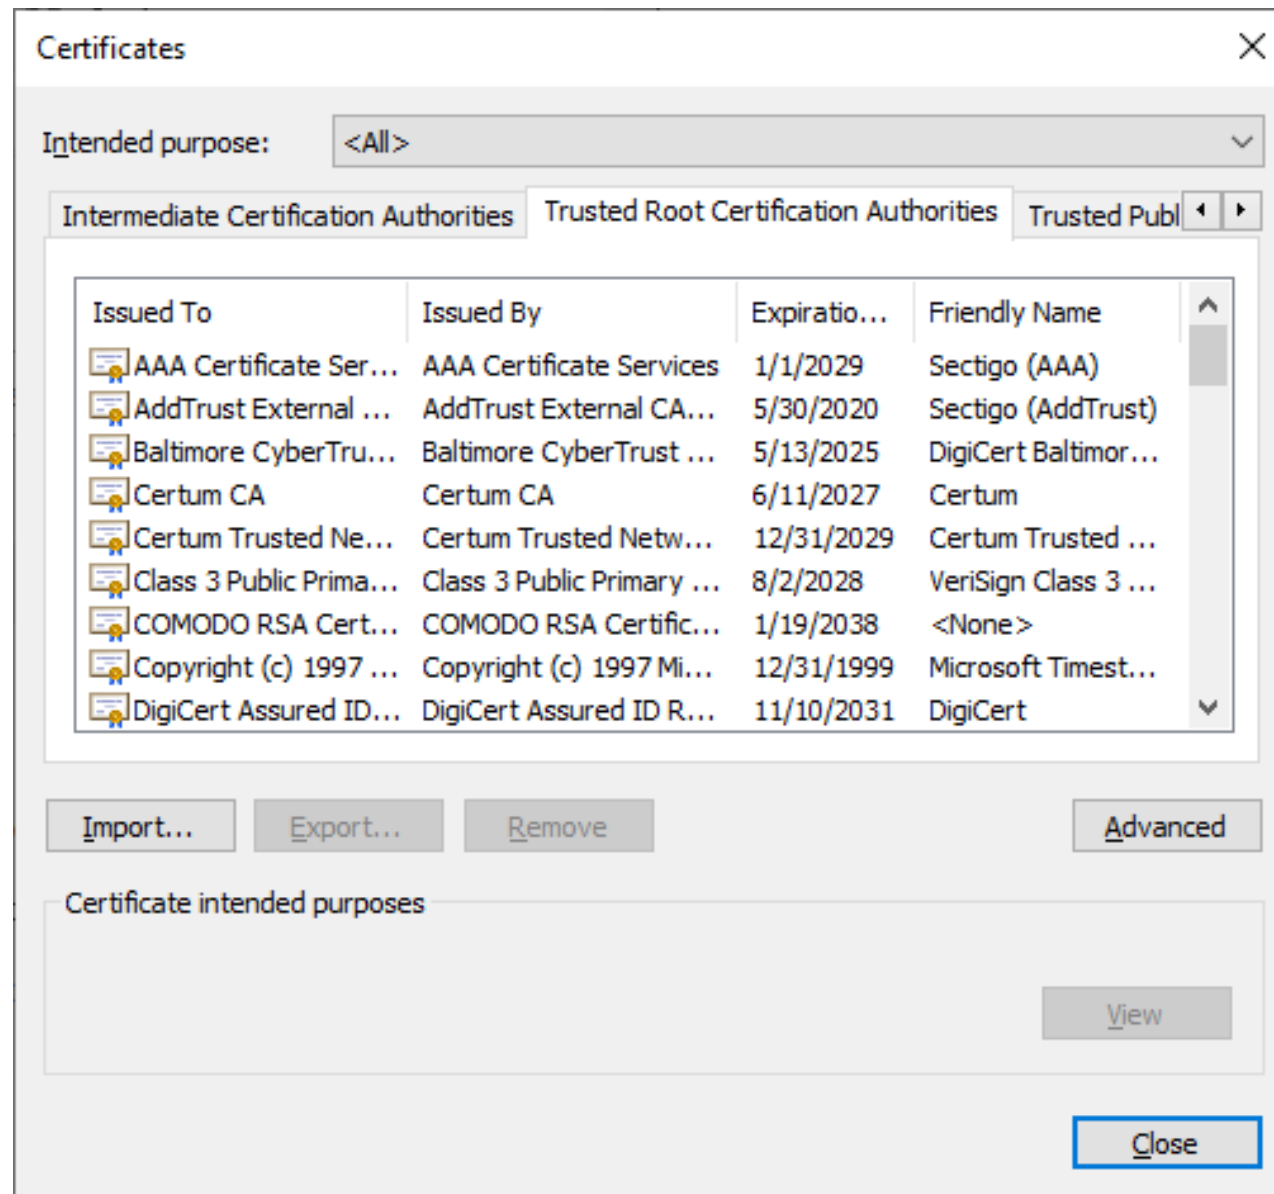 Certificates
Intended purpose: <All>
Intermediate Certification Authorities Trusted Root Certification Authorities Trusted Publ
Issued To Issued By Expiratio... Friendly Name
AAA Certificate Ser... AAA Certificate Services 1/1/2029 Sectigo (AAA)
AddTrust External ... AddTrust External CA... 5/30/2020 Sectigo (AddTrust)
Baltimore CyberTru... Baltimore CyberTrust ... 5/13/2025 DigiCert Baltimor...
Certum CA Certum CA 6/11/2027 Certum
Certum Trusted Ne... Certum Trusted Netw... 12/31/2029 Certum Trusted ...
Class 3 Public Prima... Class 3 Public Primary ... 8/2/2028 VeriSign Class 3 ...
COMODO RSA Cert... COMODO RSA Certific... 1/19/2038 <None>
Copyright (c) 1997 ... Copyright (c) 1997 Mi... 12/31/1999 Microsoft Timest...
DigiCert Assured ID... DigiCert Assured ID R... 11/10/2031 DigiCert
Import... Export... Remove Advanced
Certificate intended purposes
View
Close